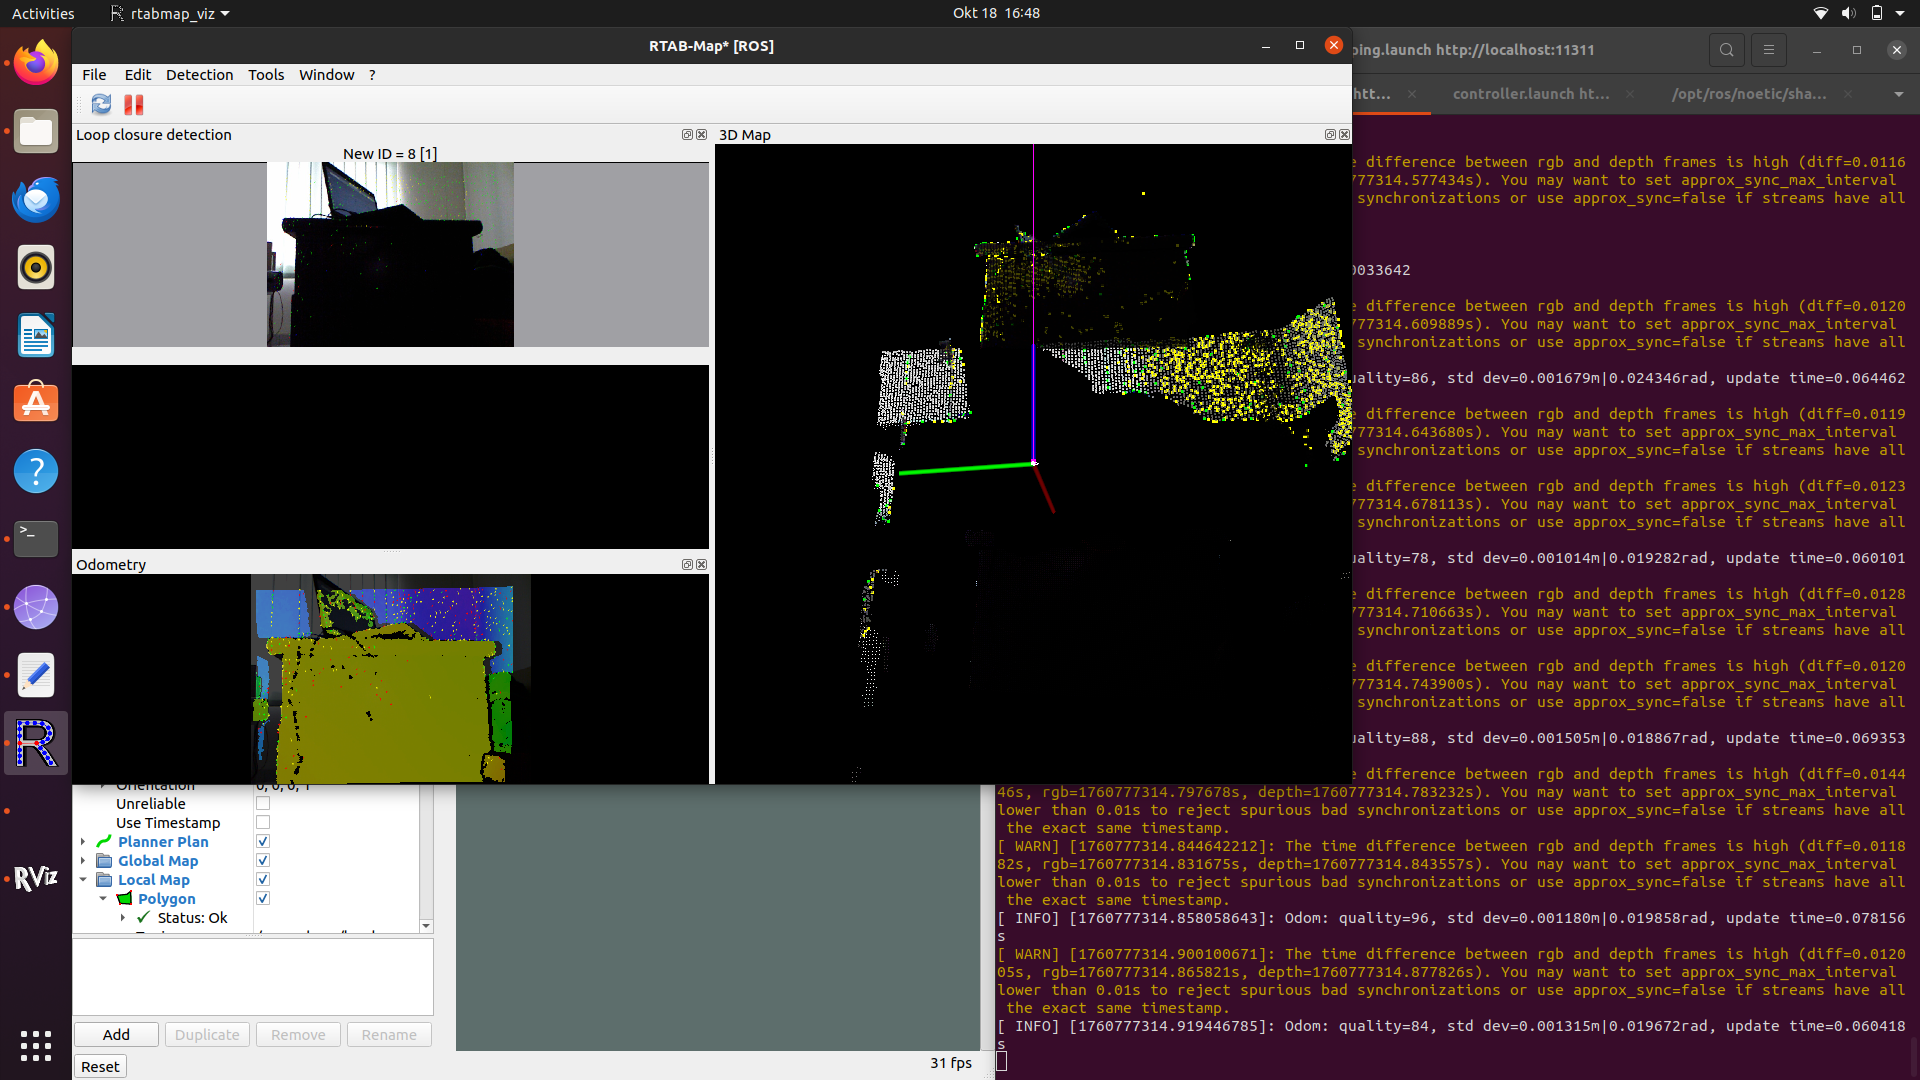 Activities
rtabmap_viz
Okt 18 16:48
RTAB-Map* [ROS]
File Edit Detection Tools Window ?
Loop closure detection
New ID = 8 [1]
3D Map
Odometry
Unreliable
Use Timestamp
Planner Plan
Global Map
Local Map
Polygon
Status: Ok
Add Duplicate Remove Rename
Reset
31 fps
RViz
ping.launch http://localhost:11311
htt... controller.launch ht... /opt/ros/noetic/sha...
e difference between rgb and depth frames is high (diff=0.0116
777314.577434s). You may want to set approx_sync_max_interval
synchronizations or use approx_sync=false if streams have all
0033642
e difference between rgb and depth frames is high (diff=0.0120
777314.609889s). You may want to set approx_sync_max_interval
synchronizations or use approx_sync=false if streams have all
uality=86, std dev=0.001679m|0.024346rad, update time=0.064462
e difference between rgb and depth frames is high (diff=0.0119
777314.643680s). You may want to set approx_sync_max_interval
synchronizations or use approx_sync=false if streams have all
e difference between rgb and depth frames is high (diff=0.0123
777314.678113s). You may want to set approx_sync_max_interval
synchronizations or use approx_sync=false if streams have all
uality=78, std dev=0.001014m|0.019282rad, update time=0.060101
e difference between rgb and depth frames is high (diff=0.0128
777314.710663s). You may want to set approx_sync_max_interval
synchronizations or use approx_sync=false if streams have all
e difference between rgb and depth frames is high (diff=0.0120
777314.743900s). You may want to set approx_sync_max_interval
synchronizations or use approx_sync=false if streams have all
uality=88, std dev=0.001505m|0.018867rad, update time=0.069353
e difference between rgb and depth frames is high (diff=0.0144
46s, rgb=1760777314.797678s, depth=1760777314.783232s). You may want to set approx_sync_max_interval
lower than 0.01s to reject spurious bad synchronizations or use approx_sync=false if streams have all
the exact same timestamp.
[ WARN] [1760777314.844642212]: The time difference between rgb and depth frames is high (diff=0.0118
82s, rgb=1760777314.831675s, depth=1760777314.843557s). You may want to set approx_sync_max_interval
lower than 0.01s to reject spurious bad synchronizations or use approx_sync=false if streams have all
the exact same timestamp.
[ INFO] [1760777314.858058643]: Odom: quality=96, std dev=0.001180m|0.019858rad, update time=0.078156
s
[ WARN] [1760777314.900100671]: The time difference between rgb and depth frames is high (diff=0.0120
05s, rgb=1760777314.865821s, depth=1760777314.877826s). You may want to set approx_sync_max_interval
lower than 0.01s to reject spurious bad synchronizations or use approx_sync=false if streams have all
the exact same timestamp.
[ INFO] [1760777314.919446785]: Odom: quality=84, std dev=0.001315m|0.019672rad, update time=0.060418
s